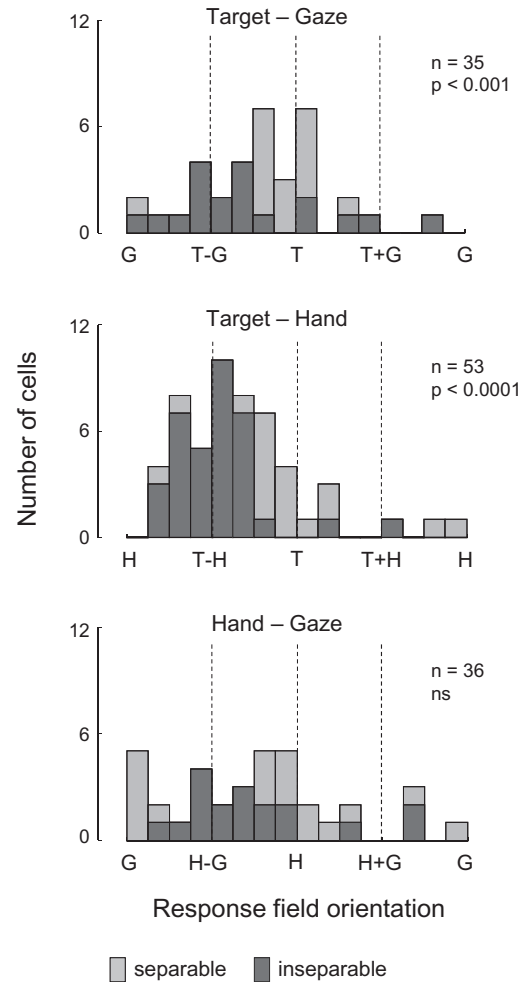 Target – Gaze
12
n = 35
p < 0.001
6
0
G T-G T T+G G
Target – Hand
12
n = 53
p < 0.0001
6
0
H T-H T T+H H
Number of cells
Hand – Gaze
12
n = 36
ns
6
0
G H-G H H+G G
Response field orientation
separable inseparable